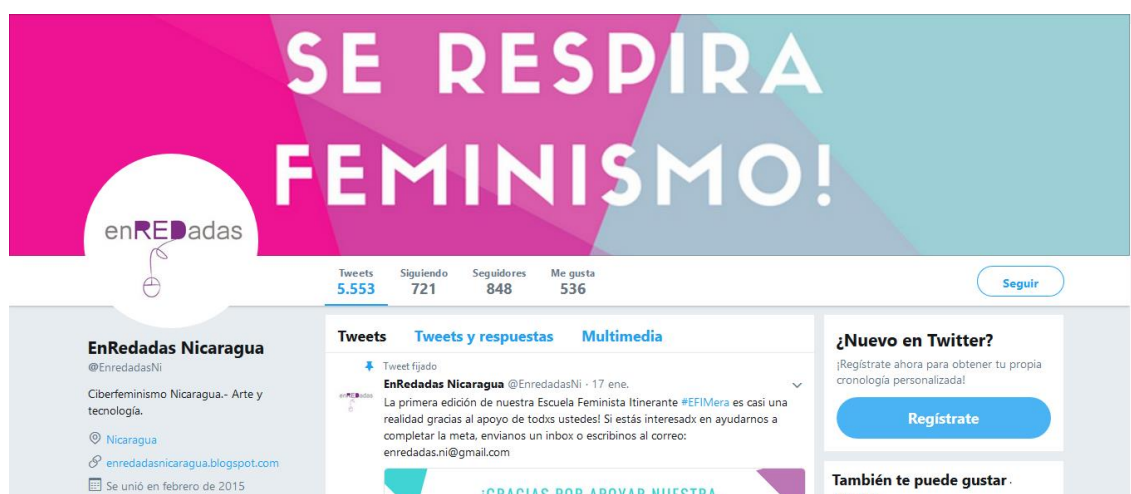 SE RESPIRA
FEMINISMO!
enREDadas
Tweets Siguiendo Seguidores Me gusta
5.553 721 848 536
Seguir
EnRedadas Nicaragua
@EnredadasNi
Ciberfeminismo Nicaragua.- Arte y
tecnología.
Nicaragua
enredadasnicaragua.blogspot.com
Se unió en febrero de 2015
Tweets Tweets y respuestas Multimedia
Tweet fijado
enREDadas
EnRedadas Nicaragua @EnredadasNi · 17 ene.
La primera edición de nuestra Escuela Feminista Itinerante #EFIMera es casi una
realidad gracias al apoyo de todxs ustedes! Si estás interesadx en ayudarnos a
completar la meta, envianos un inbox o escribinos al correo:
enredadas.ni@gmail.com
¡GRACIAS POR APOYAR NUESTRA
¿Nuevo en Twitter?
¡Regístrate ahora para obtener tu propia
cronología personalizada!
Regístrate
También te puede gustar ·